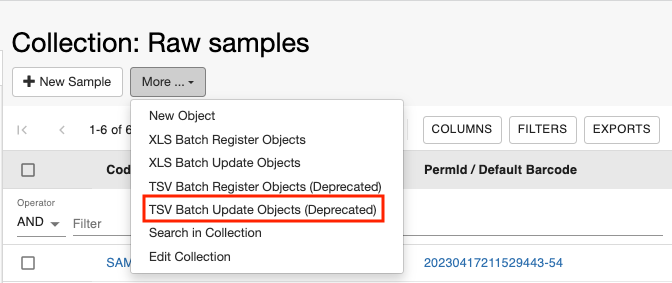 Collection: Raw samples
+ New Sample
More ...
New Object
XLS Batch Register Objects
XLS Batch Update Objects
TSV Batch Register Objects (Deprecated)
TSV Batch Update Objects (Deprecated)
Search in Collection
Edit Collection
1-6 of 6
COLUMNS
FILTERS
EXPORTS
Cod
PermId / Default Barcode
Operator
AND
Filter
SAM
20230417211529443-54